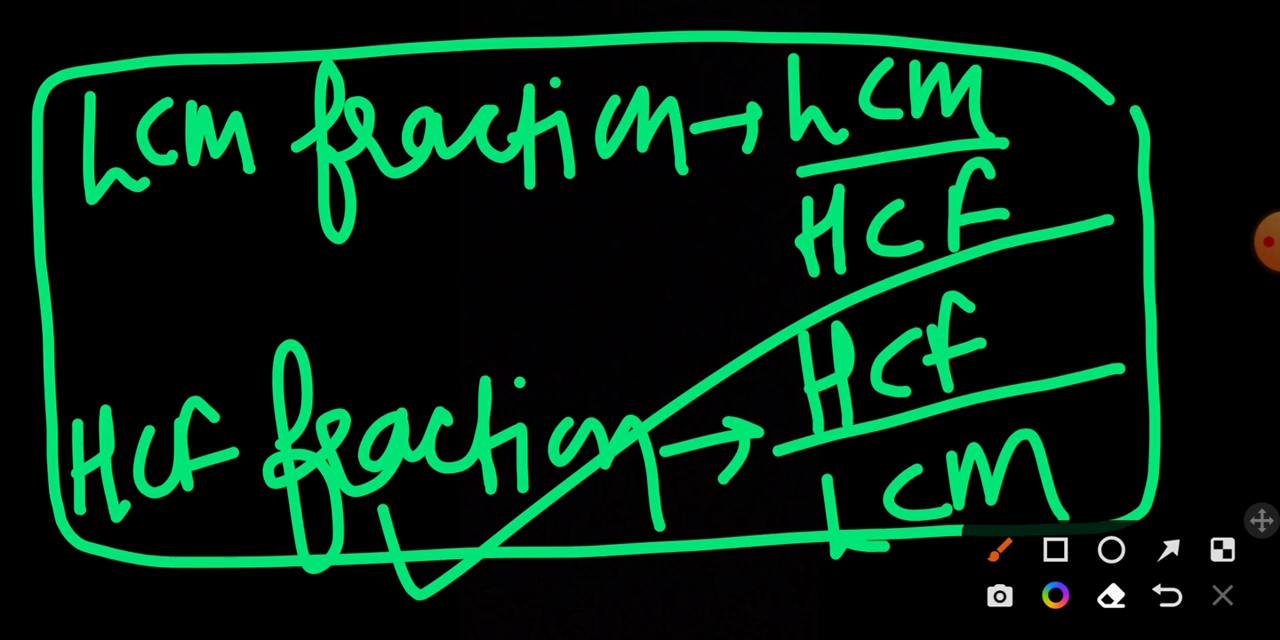 LCM fraction → LCM
HCF
HCF fraction → HCF
LCM